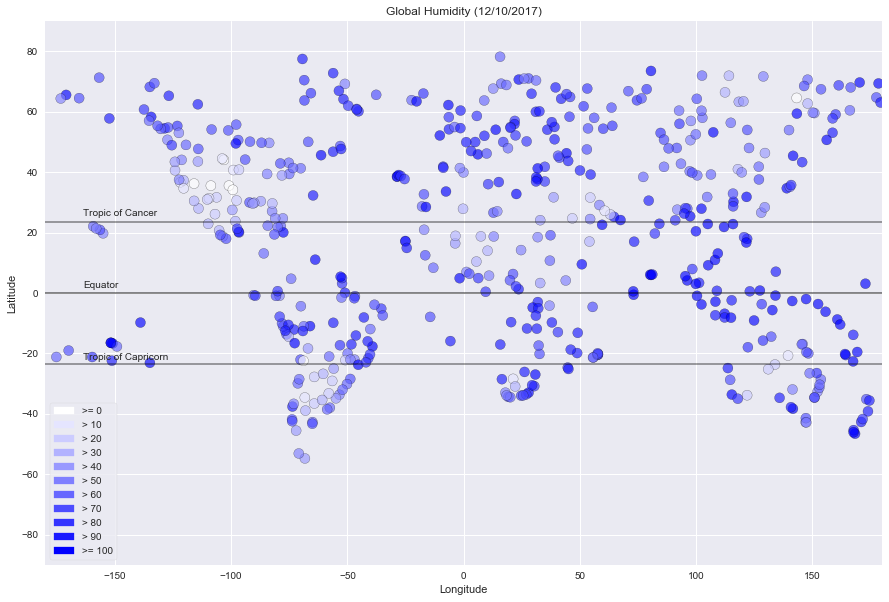 Global Humidity (12/10/2017)
80
60
40
Tropic of Cancer
20
Equator
0
Latitude
−20
Tropic of Capricorn
−40
−60
−80
>= 0
> 10
> 20
> 30
> 40
> 50
> 60
> 70
> 80
> 90
>= 100
−150 −100 −50 0 50 100 150
Longitude